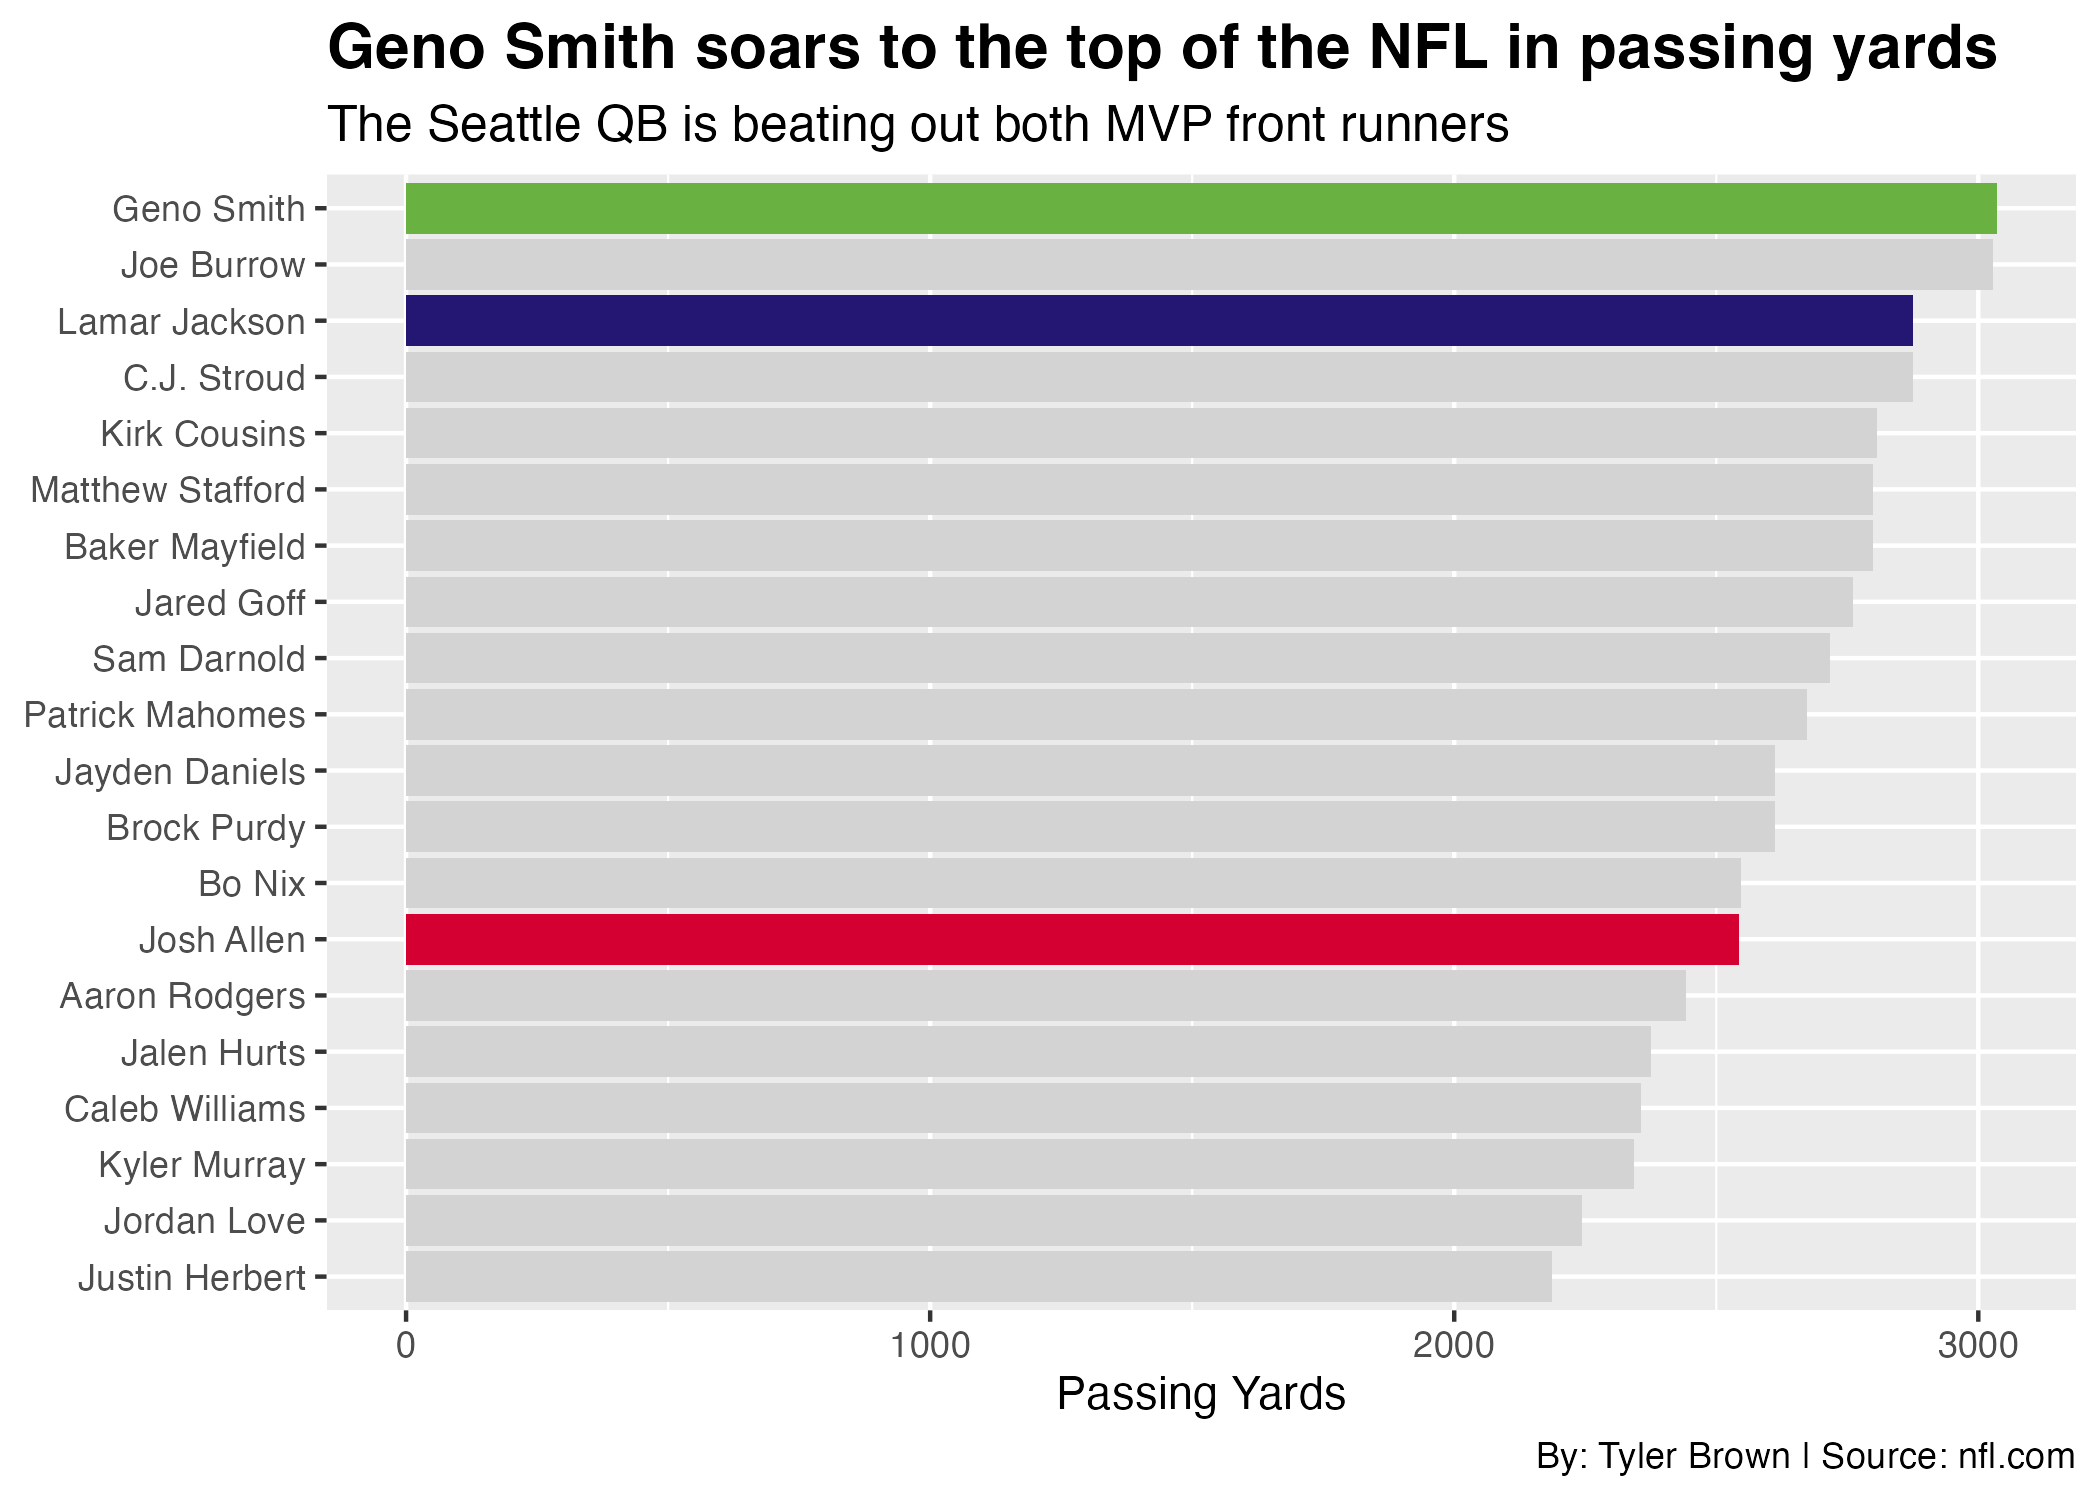 Geno Smith soars to the top of the NFL in passing yards
The Seattle QB is beating out both MVP front runners
Geno Smith
Joe Burrow
Lamar Jackson
C.J. Stroud
Kirk Cousins
Matthew Stafford
Baker Mayfield
Jared Goff
Sam Darnold
Patrick Mahomes
Jayden Daniels
Brock Purdy
Bo Nix
Josh Allen
Aaron Rodgers
Jalen Hurts
Caleb Williams
Kyler Murray
Jordan Love
Justin Herbert
0 1000 2000 3000
Passing Yards
By: Tyler Brown | Source: nfl.com